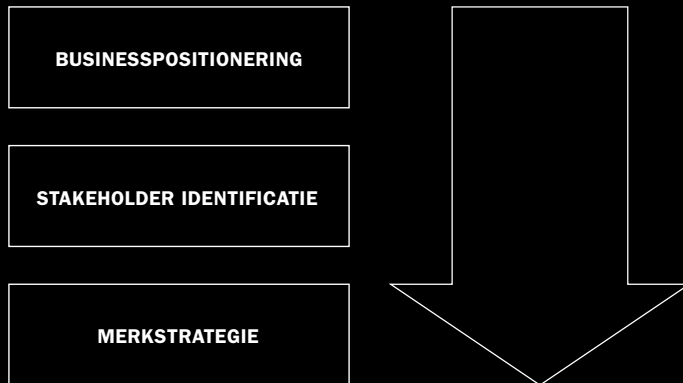 BUSINESSPOSITIONERING
STAKEHOLDER IDENTIFICATIE
MERKSTRATEGIE